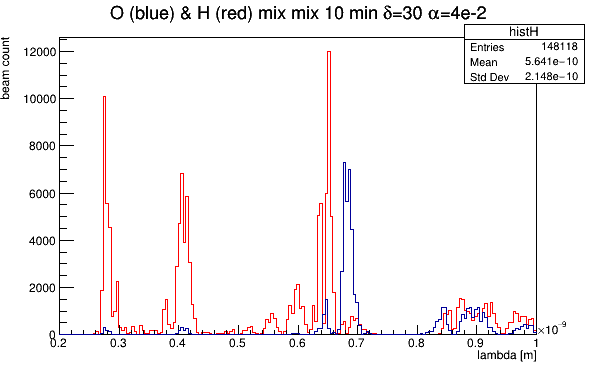 O (blue) & H (red) mix mix 10 min δ=30 α=4e-2
histH
Entries 148118
Mean 5.641e-10
Std Dev 2.148e-10
beam count
12000
10000
8000
6000
4000
2000
0
0.2 0.3 0.4 0.5 0.6 0.7 0.8 0.9 1
×10-9
lambda [m]